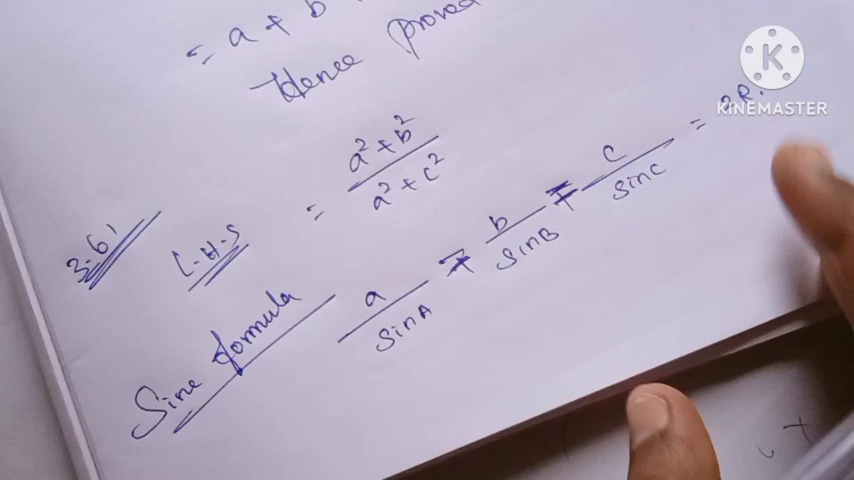 = a + b
Hence proved
3.61
L.H.S = a² + b² / a² + c²
Sine formula a / sinA = b / sinB = c / sinC = 2R.
K
KINEMASTER